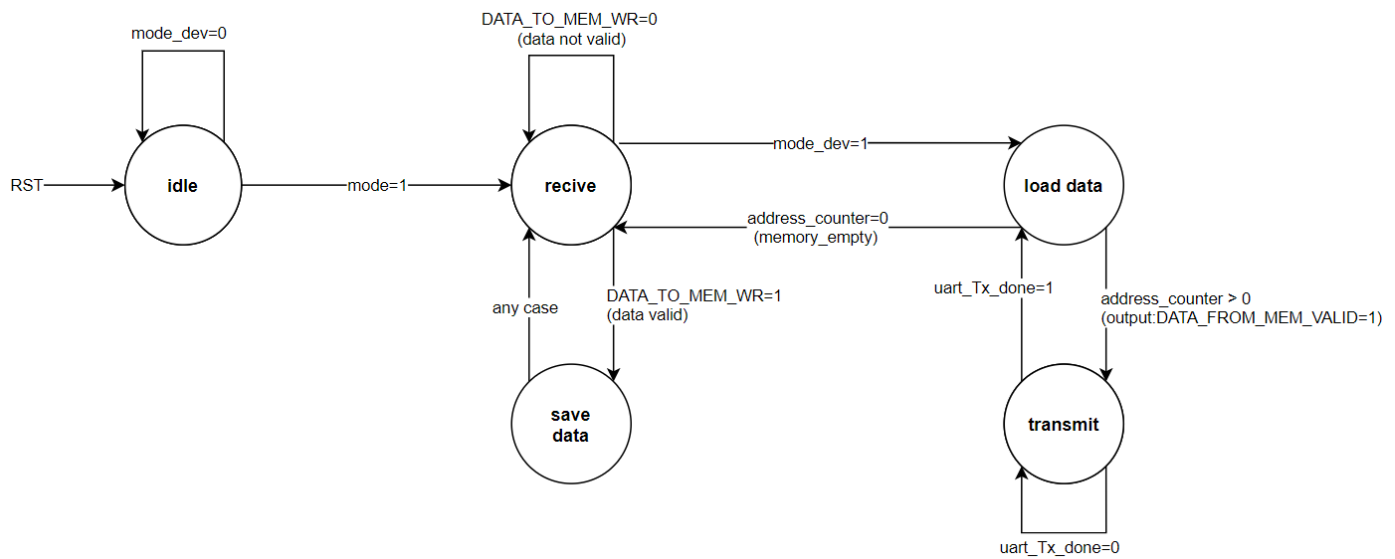 DATA_TO_MEM_WR=0
(data not valid)
mode_dev=0
mode_dev=1
RST
idle
mode=1
recive
load data
address_counter=0
(memory_empty)
uart_Tx_done=1
any case
DATA_TO_MEM_WR=1
(data valid)
address_counter > 0
(output:DATA_FROM_MEM_VALID=1)
save
data
transmit
uart_Tx_done=0